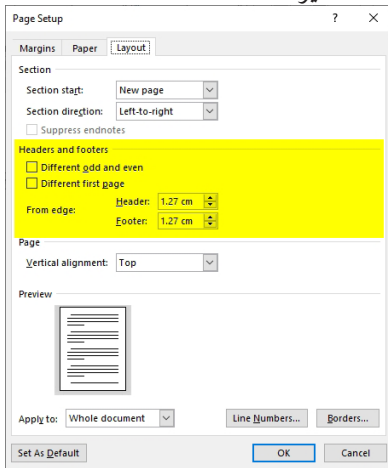 Page Setup ? ×
Margins Paper Layout
Section
Section start: New page
Section direction: Left-to-right
Suppress endnotes
Headers and footers
Different odd and even
Different first page
From edge: Header: 1.27 cm
Footer: 1.27 cm
Page
Vertical alignment: Top
Preview
Apply to: Whole document Line Numbers... Borders...
Set As Default OK Cancel